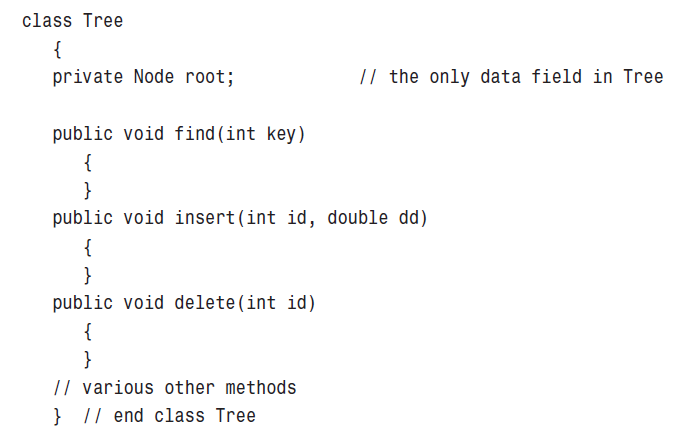 class Tree
{
private Node root; // the only data field in Tree
public void find(int key)
{
}
public void insert(int id, double dd)
{
}
public void delete(int id)
{
}
// various other methods
} // end class Tree